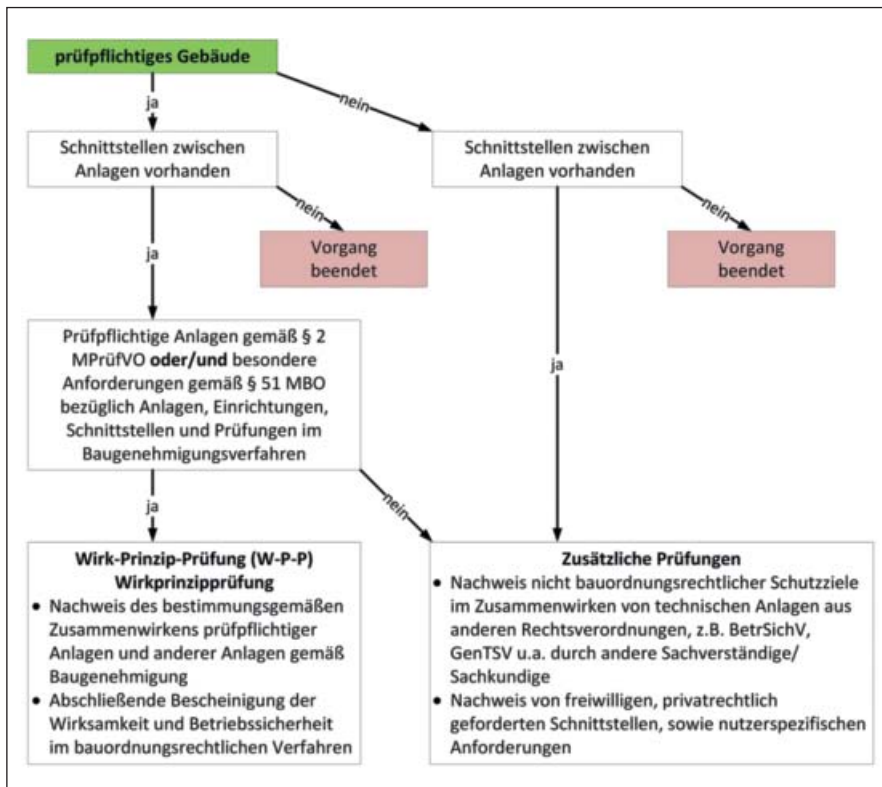 prüfpflichtiges Gebäude
ja
nein
Schnittstellen zwischen
Anlagen vorhanden
Schnittstellen zwischen
Anlagen vorhanden
nein
nein
ja
Vorgang
beendet
Vorgang
beendet
Prüfpflichtige Anlagen gemäß § 2
MPrüfVO oder/und besondere
Anforderungen gemäß § 51 MBO
bezüglich Anlagen, Einrichtungen,
Schnittstellen und Prüfungen im
Baugenehmigungsverfahren
ja
ja
nein
Wirk-Prinzip-Prüfung (W-P-P)
Wirkprinzipprüfung
• Nachweis des bestimmungsgemäßen
Zusammenwirkens prüfpflichtiger
Anlagen und anderer Anlagen gemäß
Baugenehmigung
• Abschließende Bescheinigung der
Wirksamkeit und Betriebssicherheit
im bauordnungsrechtlichen Verfahren
Zusätzliche Prüfungen
• Nachweis nicht bauordnungsrechtlicher Schutzziele
im Zusammenwirken von technischen Anlagen aus
anderen Rechtsverordnungen, z.B. BetrSichV,
GenTSV u.a. durch andere Sachverständige/
Sachkundige
• Nachweis von freiwilligen, privatrechtlich
geforderten Schnittstellen, sowie nutzerspezifischen
Anforderungen